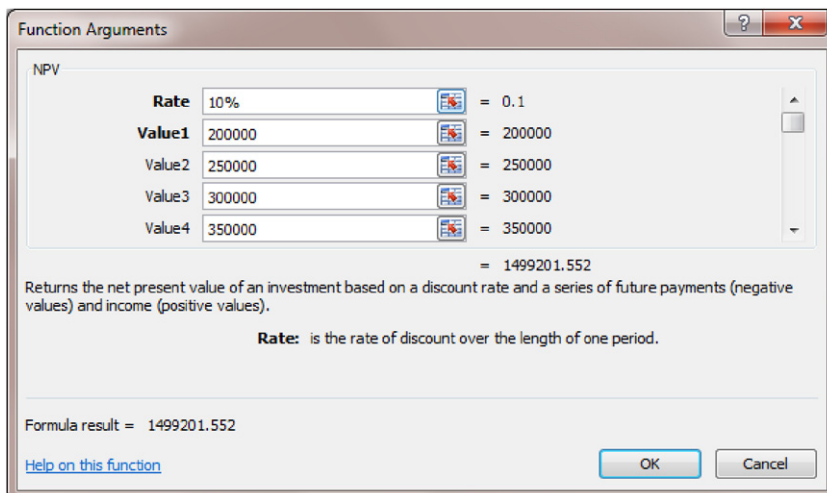 Function Arguments
NPV
Rate 10% = 0.1
Value1 200000 = 200000
Value2 250000 = 250000
Value3 300000 = 300000
Value4 350000 = 350000
= 1499201.552
Returns the net present value of an investment based on a discount rate and a series of future payments (negative
values) and income (positive values).
Rate: is the rate of discount over the length of one period.
Formula result = 1499201.552
Help on this function OK Cancel